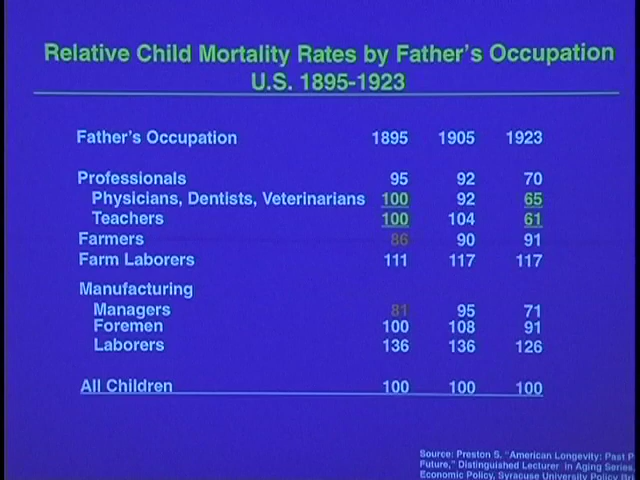 Relative Child Mortality Rates by Father's Occupation
U.S. 1895-1923
Father's Occupation 1895 1905 1923
Professionals 95 92 70
Physicians, Dentists, Veterinarians 100 92 65
Teachers 100 104 61
Farmers 86 90 91
Farm Laborers 111 117 117
Manufacturing
Managers 81 95 71
Foremen 100 108 91
Laborers 136 136 126
All Children 100 100 100
Source: Preston S. "American Longevity: Past
Future," Distinguished Lecturer in Aging Series,
Economic Policy, Syracuse University Policy